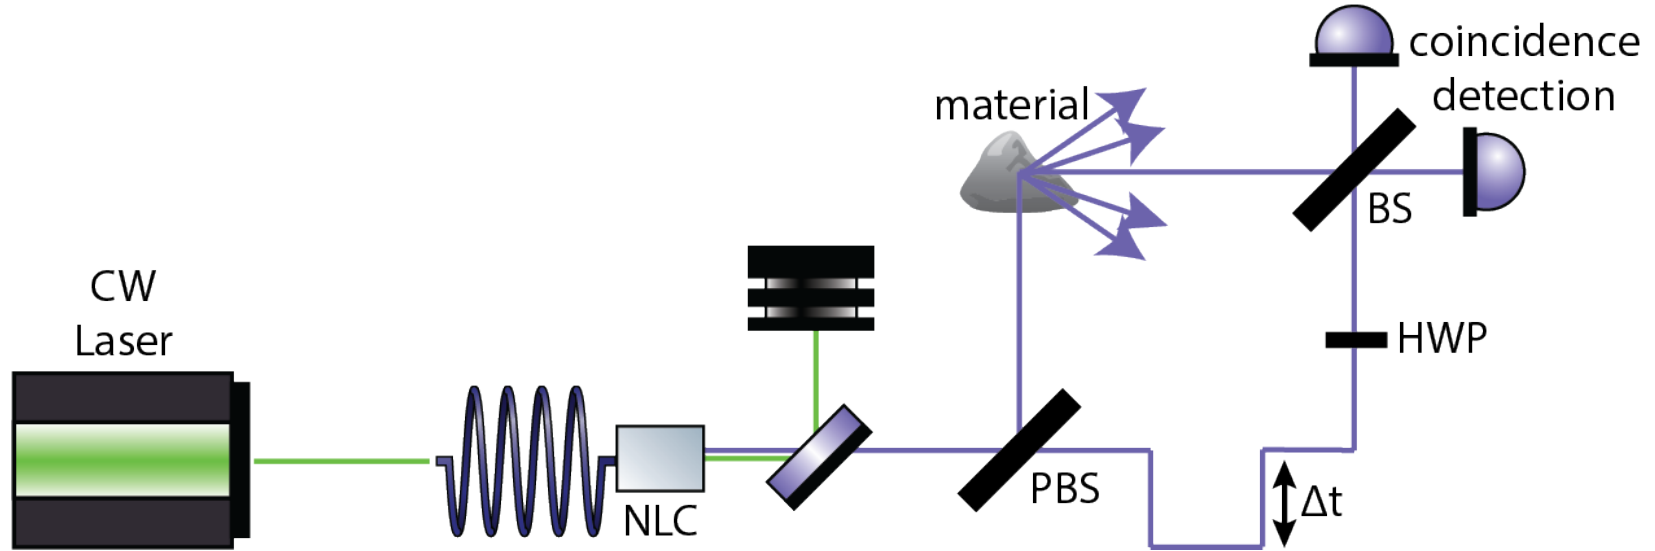 CW
Laser
NLC
PBS
material
coincidence
detection
BS
HWP
Δt